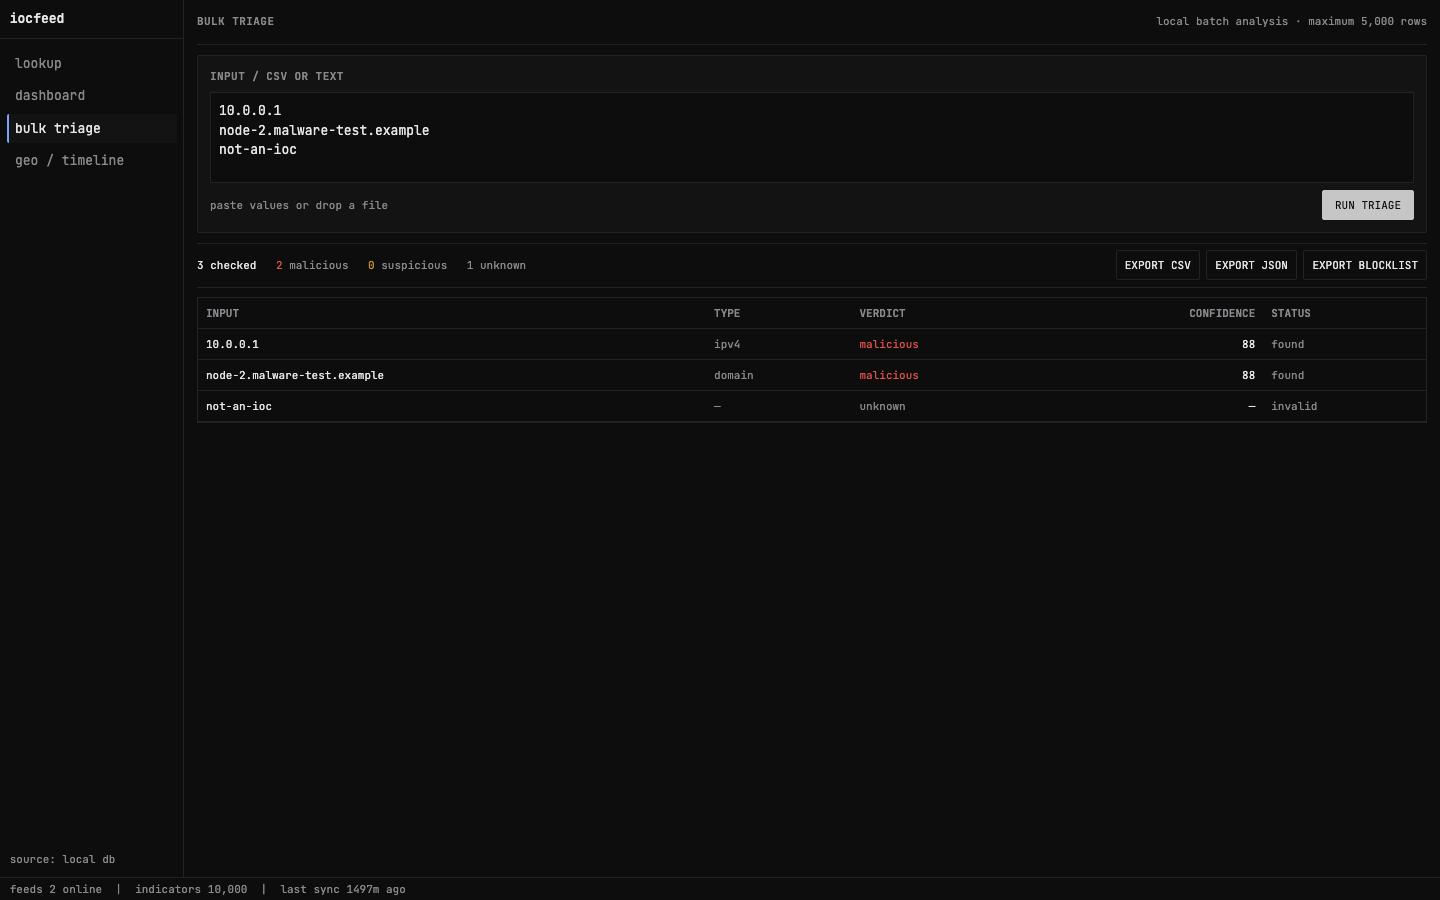 iocfeed
lookup
dashboard
bulk triage
geo / timeline
source: local db
BULK TRIAGE
local batch analysis · maximum 5,000 rows
INPUT / CSV OR TEXT
10.0.0.1
node-2.malware-test.example
not-an-ioc
paste values or drop a file
RUN TRIAGE
3 checked 2 malicious 0 suspicious 1 unknown
EXPORT CSV EXPORT JSON EXPORT BLOCKLIST
INPUT TYPE VERDICT CONFIDENCE STATUS
10.0.0.1 ipv4 malicious 88 found
node-2.malware-test.example domain malicious 88 found
not-an-ioc — unknown — invalid
feeds 2 online | indicators 10,000 | last sync 1497m ago